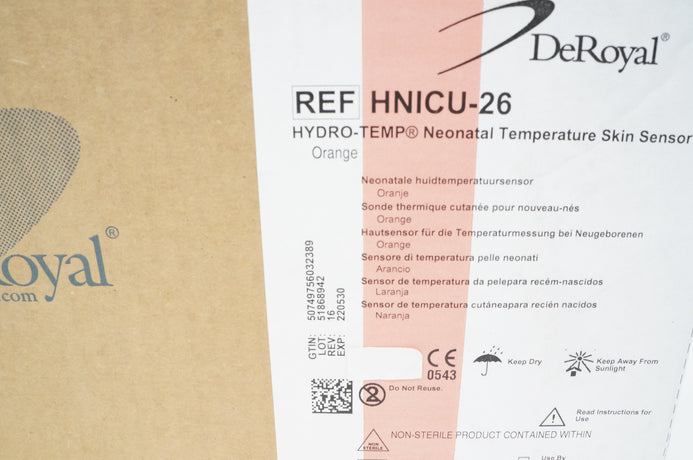 DeRoyal®
REF HNICU-26
HYDRO-TEMP® Neonatal Temperature Skin Sensor
Orange
Neonatale huidtemperatuursensor
Oranje
Sonde thermique cutanée pour nouveau-nés
Orange
Hautsensor für die Temperaturmessung bei Neugeborenen
Orange
Sensore di temperatura pelle neonati
Arancio
Sensor de temperatura da pelepara recém-nascidos
Laranja
Sensor de temperatura cutáneapara recién nacidos
Naranja
GTIN: 50749756032389
LOT: 51868942
REV: 16
EXP: 220530
CE
0543
Keep Dry
Keep Away From
Sunlight
2
Do Not Reuse.
Read Instructions for
Use
NON
STERILE
NON-STERILE PRODUCT CONTAINED WITHIN
Use By
oyal®
.com